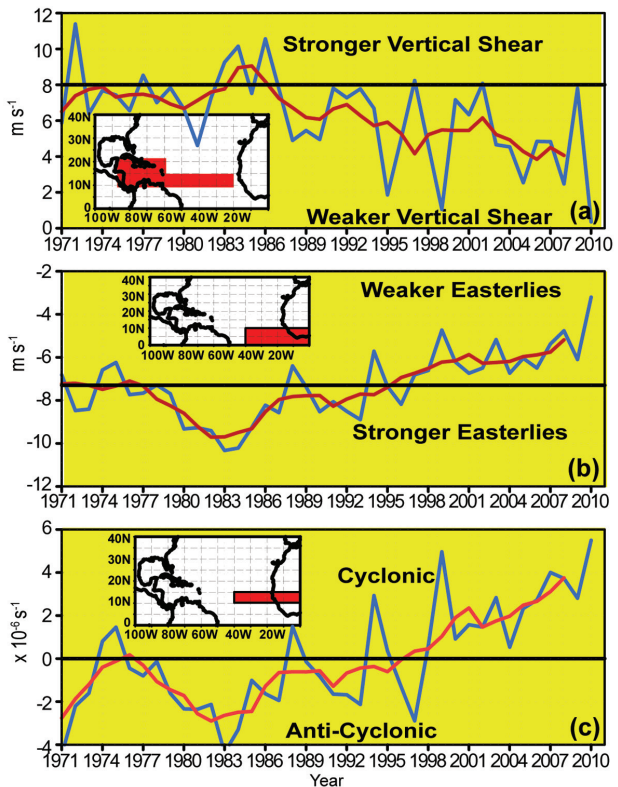 12
10
8
6
4
2
0
m s⁻¹
Stronger Vertical Shear
40N
30N
20N
10N
0
100W 80W 60W 40W 20W
Weaker Vertical Shear
(a)
1971 1974 1977 1980 1983 1986 1989 1992 1995 1998 2001 2004 2007 2010
-2
-4
-6
-8
-10
-12
m s⁻¹
40N
30N
20N
10N
0
100W 80W 60W 40W 20W
Weaker Easterlies
Stronger Easterlies
(b)
1971 1974 1977 1980 1983 1986 1989 1992 1995 1998 2001 2004 2007 2010
6
4
2
0
-2
-4
x 10⁻⁶ s⁻¹
40N
30N
20N
10N
0
100W 80W 60W 40W 20W
Cyclonic
Anti-Cyclonic
(c)
1971 1974 1977 1980 1983 1986 1989 1992 1995 1998 2001 2004 2007 2010
Year